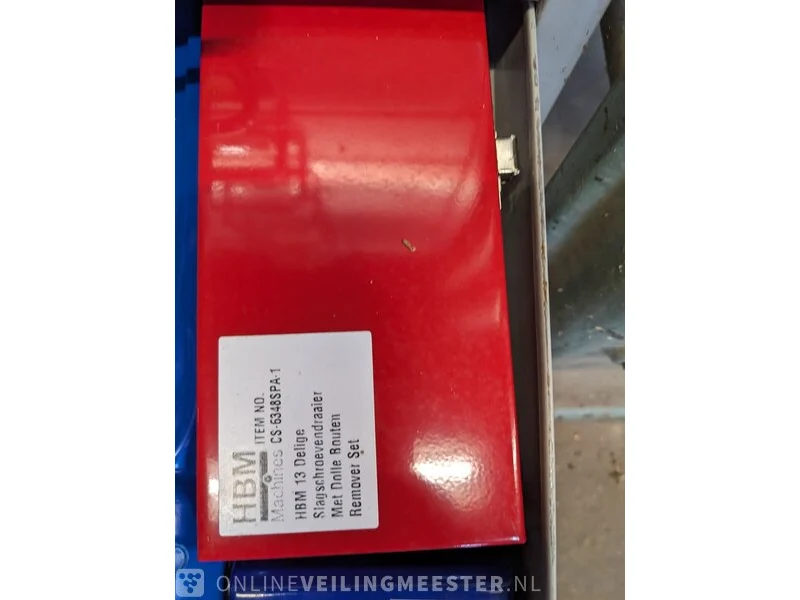 HBM
Machines
ITEM NO.
CS-6348SPA-1
HBM 13 Delige
Slagschroevendraaier
Met Dolle Bouten
Remover Set
ONLINEVEILINGMEESTER.NL